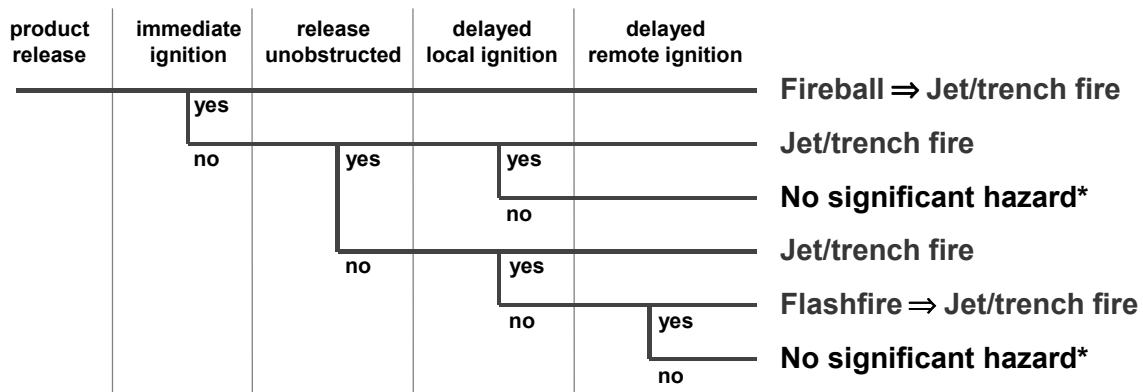 product release
immediate ignition
release unobstructed
delayed local ignition
delayed remote ignition
Fireball ⇒ Jet/trench fire
yes
Jet/trench fire
no
yes
yes
No significant hazard*
no
Jet/trench fire
no
yes
Flashfire ⇒ Jet/trench fire
no
yes
No significant hazard*
no